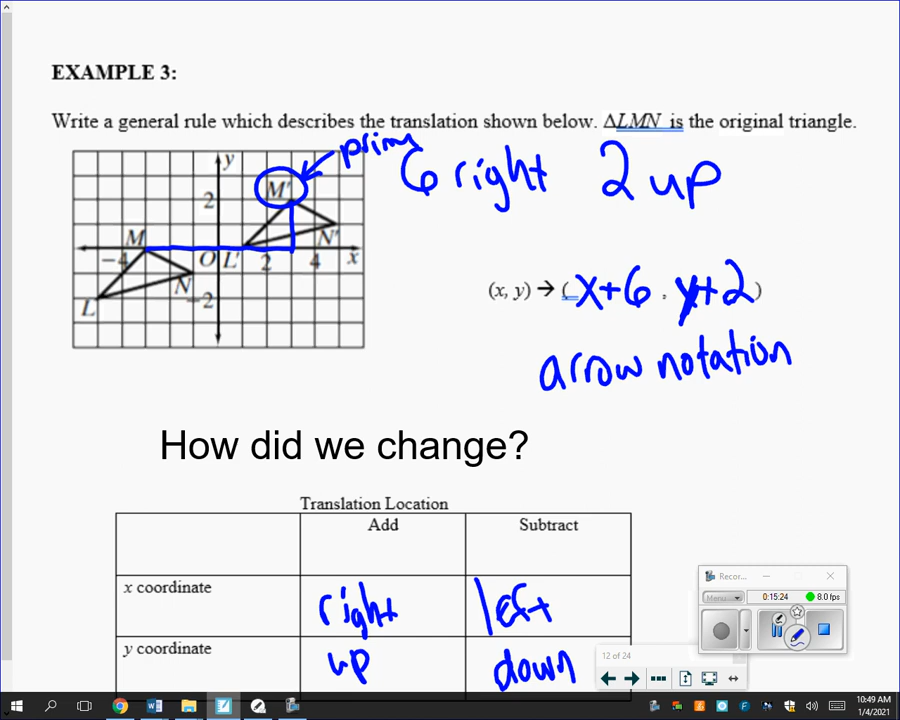 EXAMPLE 3:
Write a general rule which describes the translation shown below. ΔLMN is the original triangle.
prime
6 right 2 up
y
M'
2
M
N'
-4
O
L'
2
4
x
N
-2
L
(x, y) → (x+6, y+2)
arrow notation
How did we change?
Translation Location
Add Subtract
x coordinate right left
y coordinate up down
Recor...
Menu
0:15:24
8.0 fps
12 of 24
10:49 AM
1/4/2021